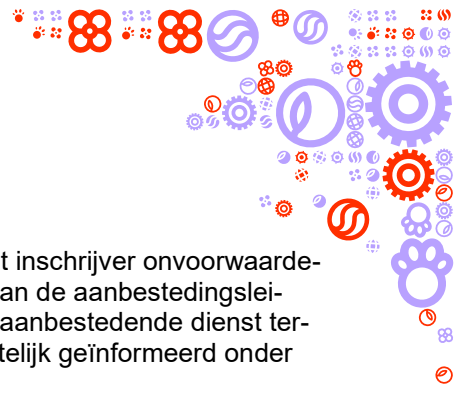 t inschrijver onvoorwaarde-
an de aanbestedingslei-
aanbestedende dienst ter-
telijk geïnformeerd onder